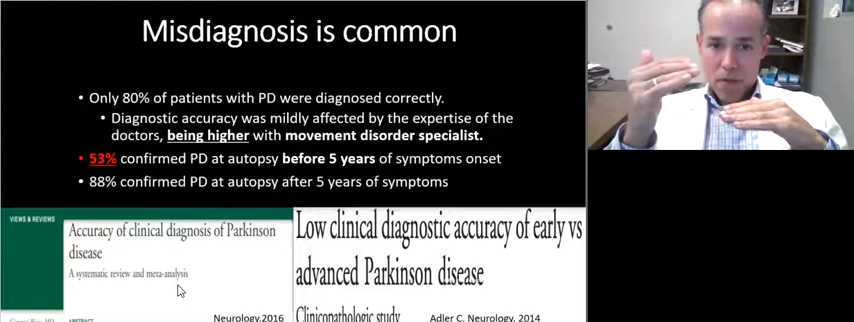 Misdiagnosis is common
• Only 80% of patients with PD were diagnosed correctly.
• Diagnostic accuracy was mildly affected by the expertise of the
doctors, being higher with movement disorder specialist.
• 53% confirmed PD at autopsy before 5 years of symptoms onset
• 88% confirmed PD at autopsy after 5 years of symptoms
VIEWS & REVIEWS
Accuracy of clinical diagnosis of Parkinson
disease
A systematic review and meta-analysis
ABSTRACT
Neurology,2016
Low clinical diagnostic accuracy of early vs
advanced Parkinson disease
Clinicopathologic study
Adler C. Neurology, 2014